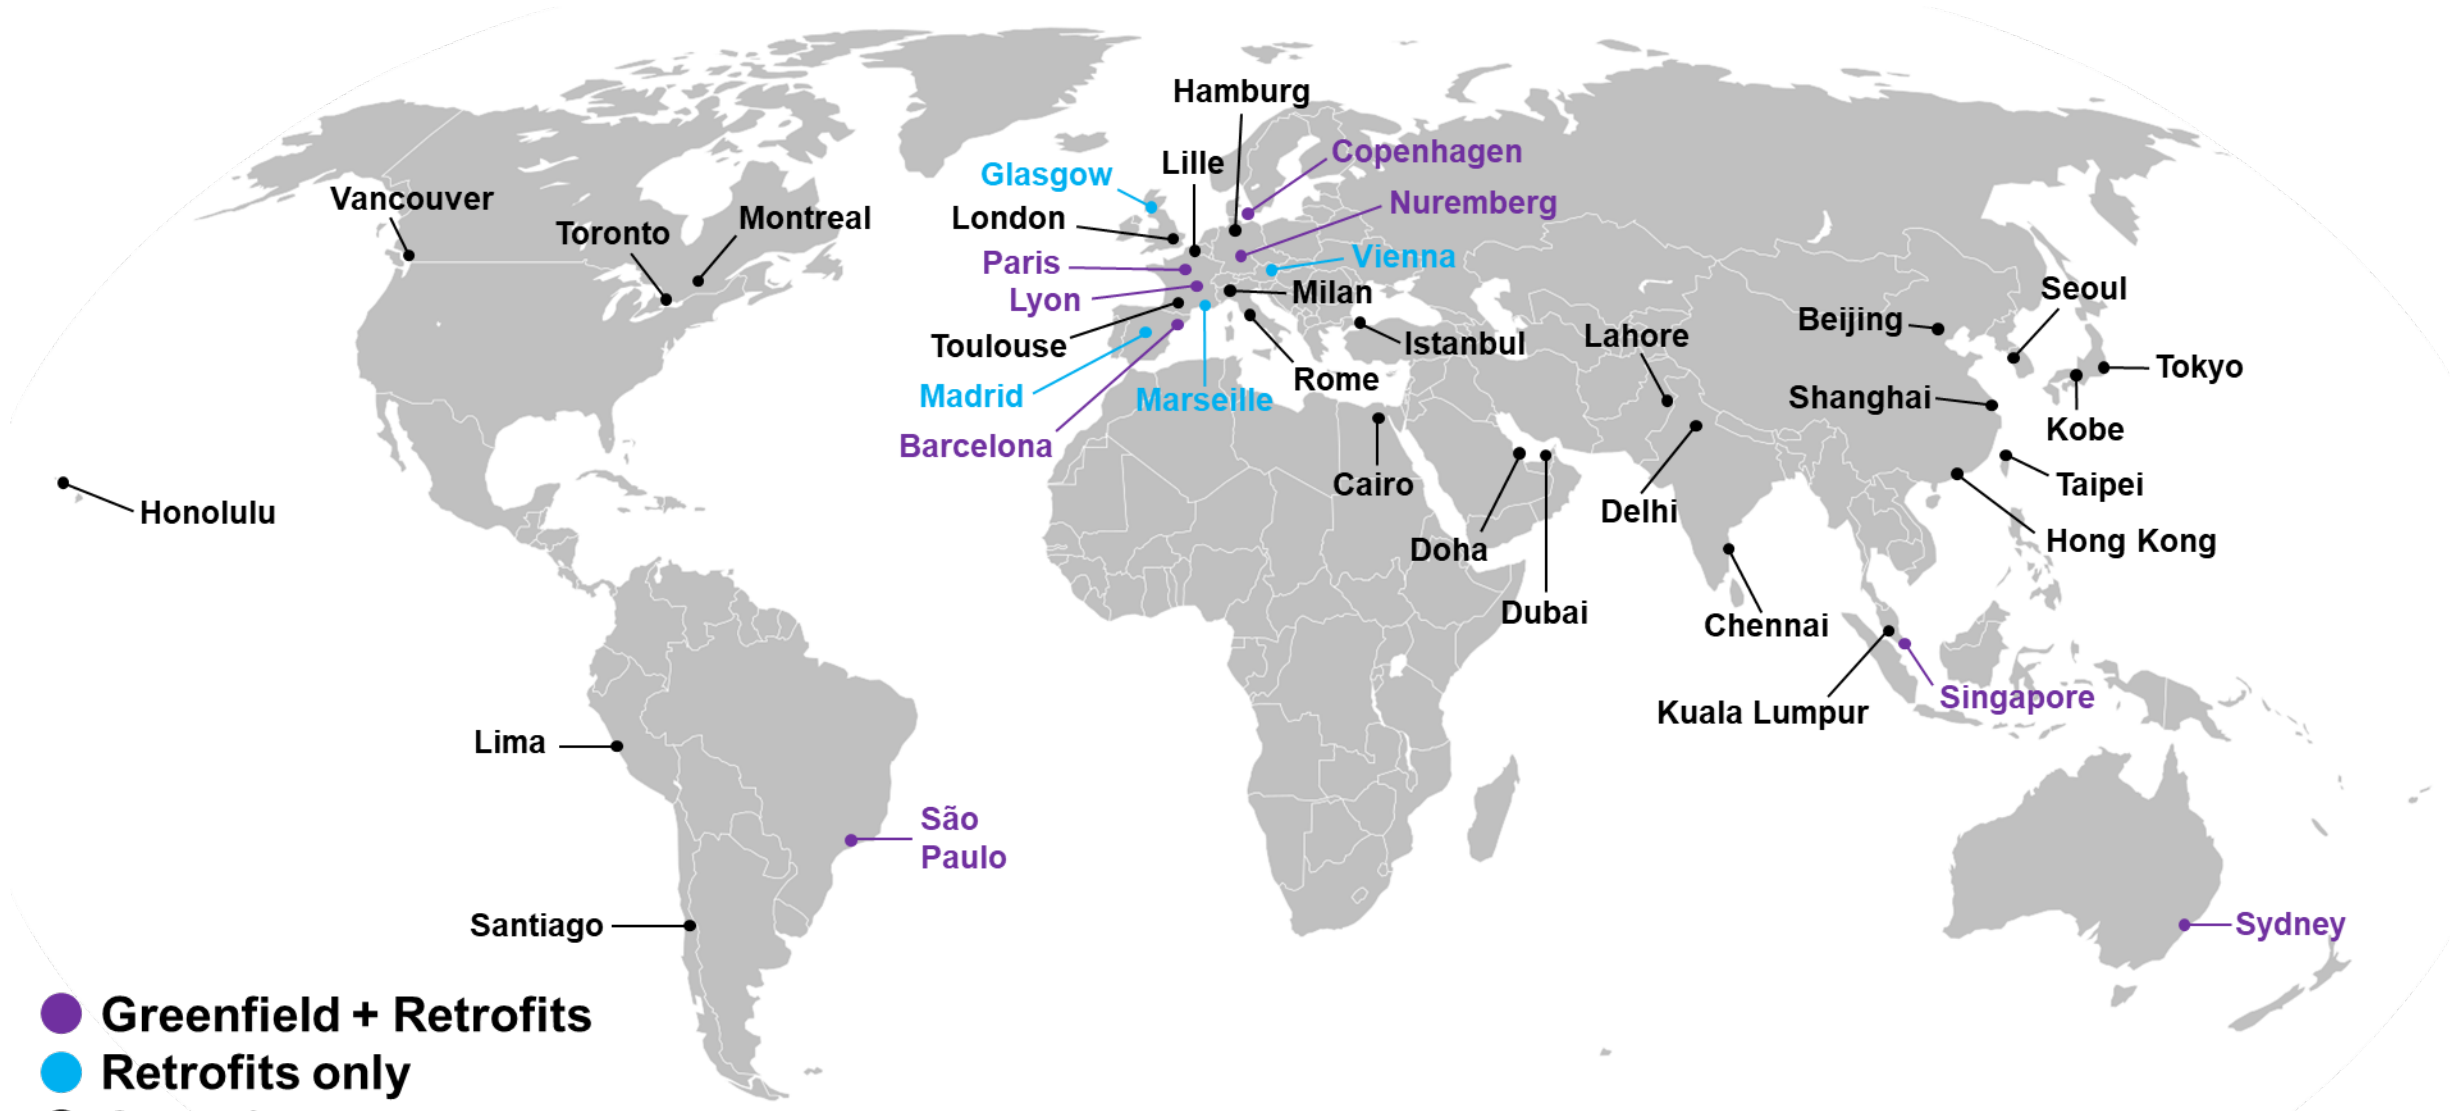 Hamburg
Copenhagen
Lille
Glasgow
Nuremberg
Vancouver
London
Montreal
Toronto
Paris
Vienna
Lyon
Milan
Seoul
Beijing
Lahore
Toulouse
Istanbul
Tokyo
Rome
Madrid
Marseille
Shanghai
Kobe
Barcelona
Cairo
Taipei
Honolulu
Delhi
Hong Kong
Doha
Dubai
Chennai
Singapore
Kuala Lumpur
Lima
São
Paulo
Santiago
Sydney
Greenfield + Retrofits
Retrofits only